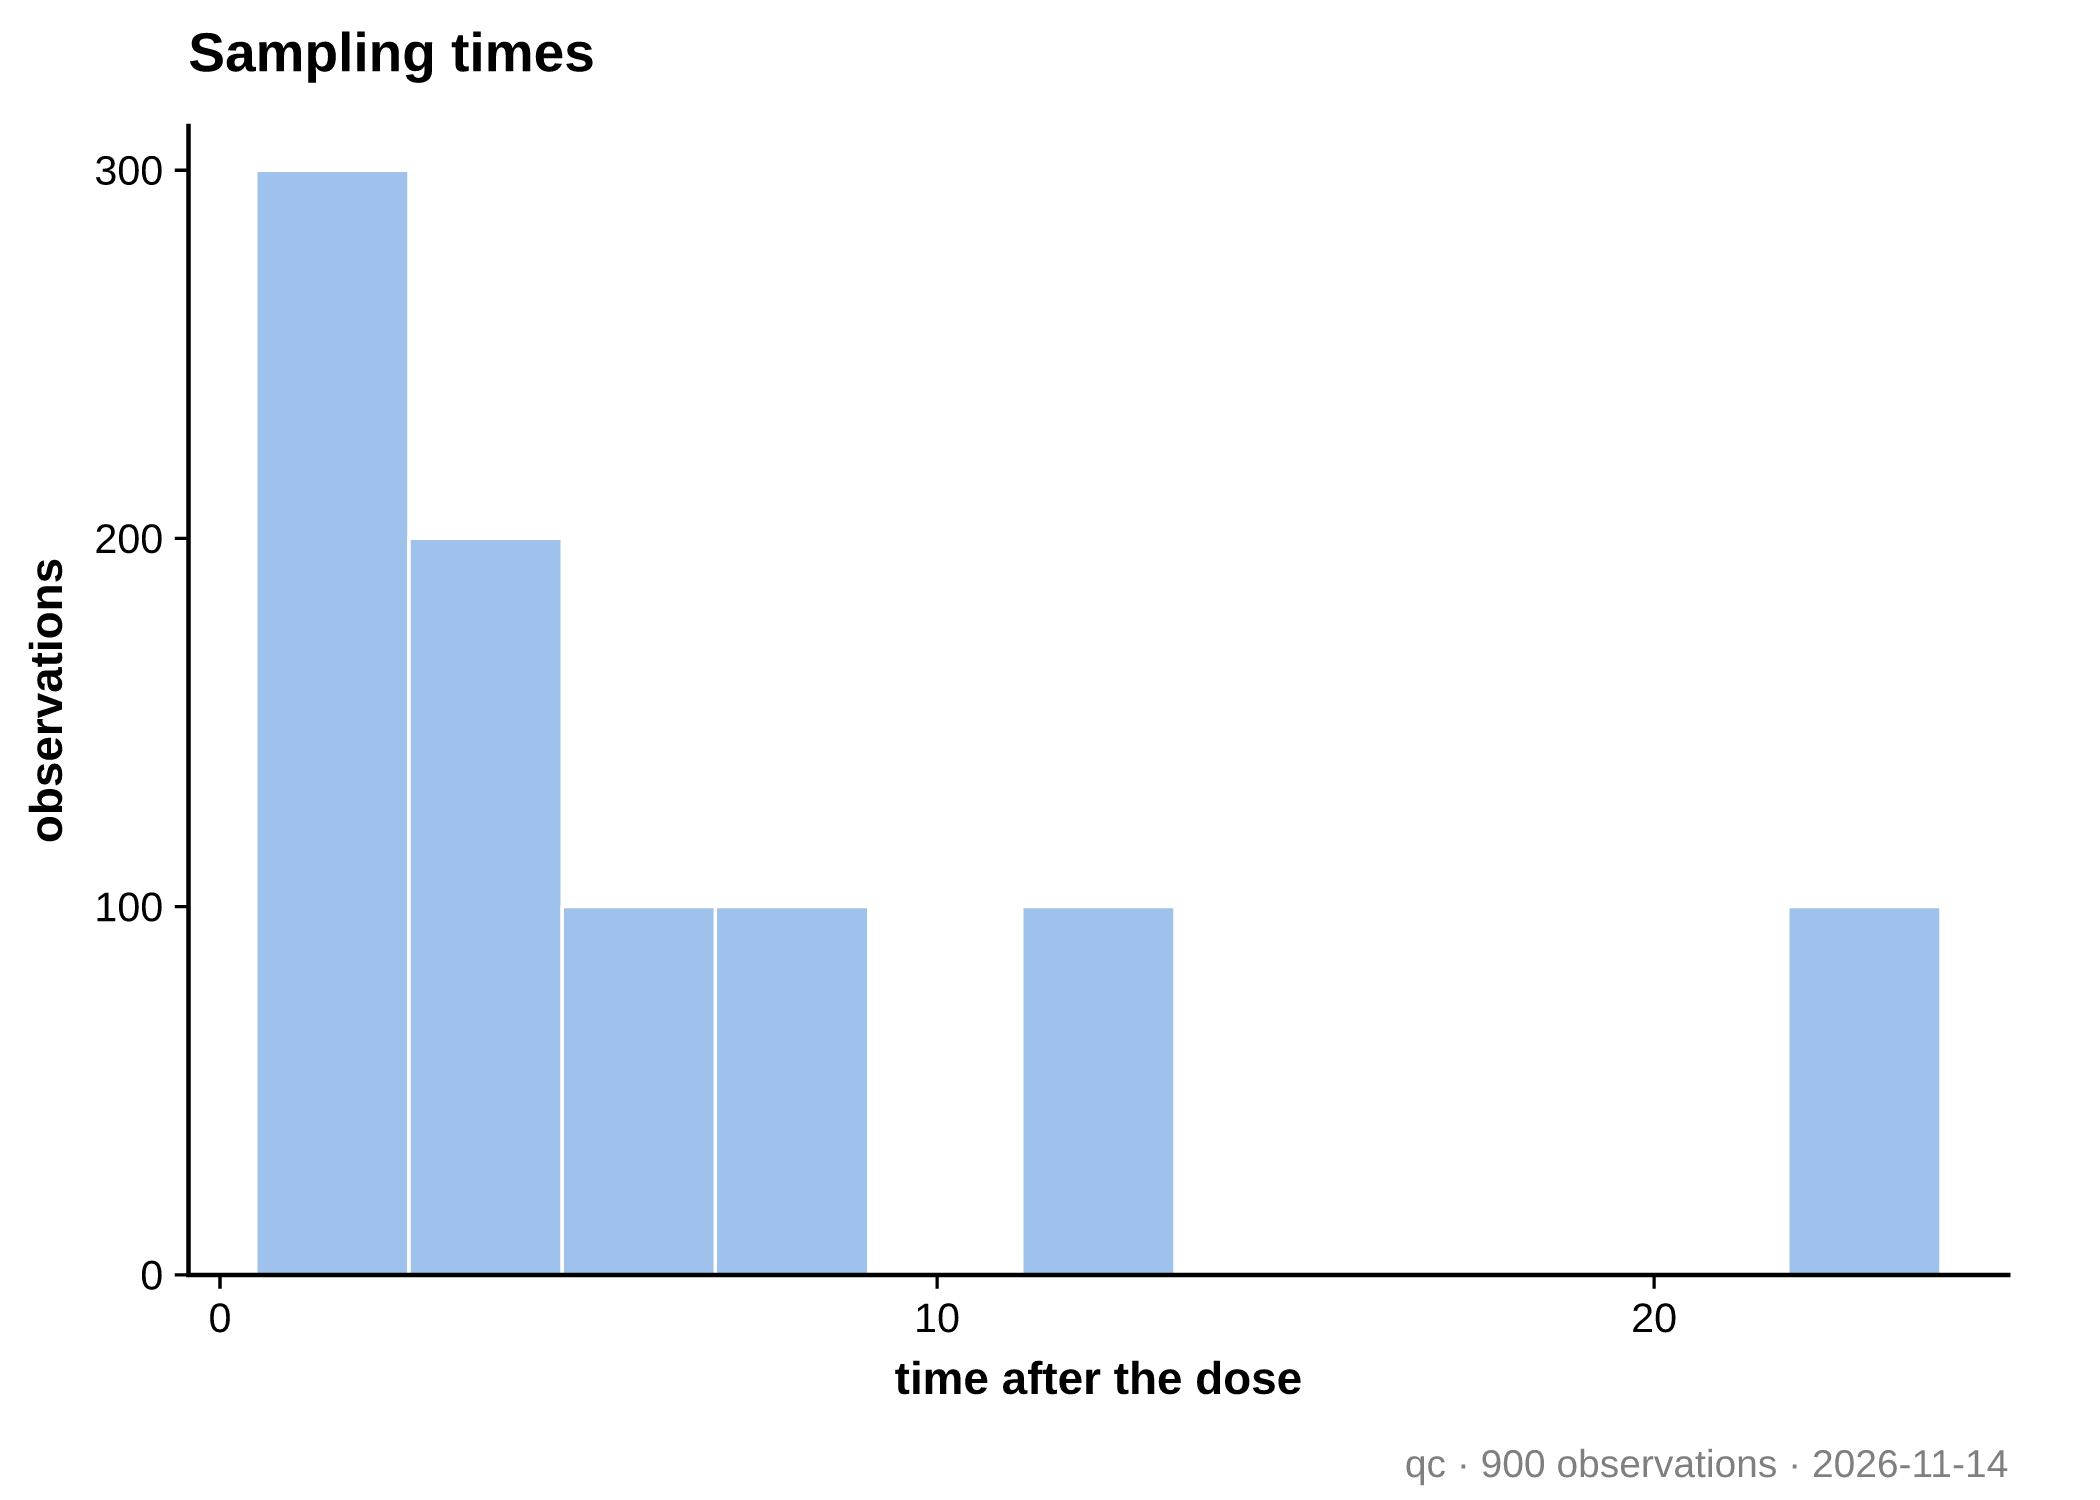 Sampling times
300
200
100
0
observations
0 10 20
time after the dose
qc · 900 observations · 2026-11-14